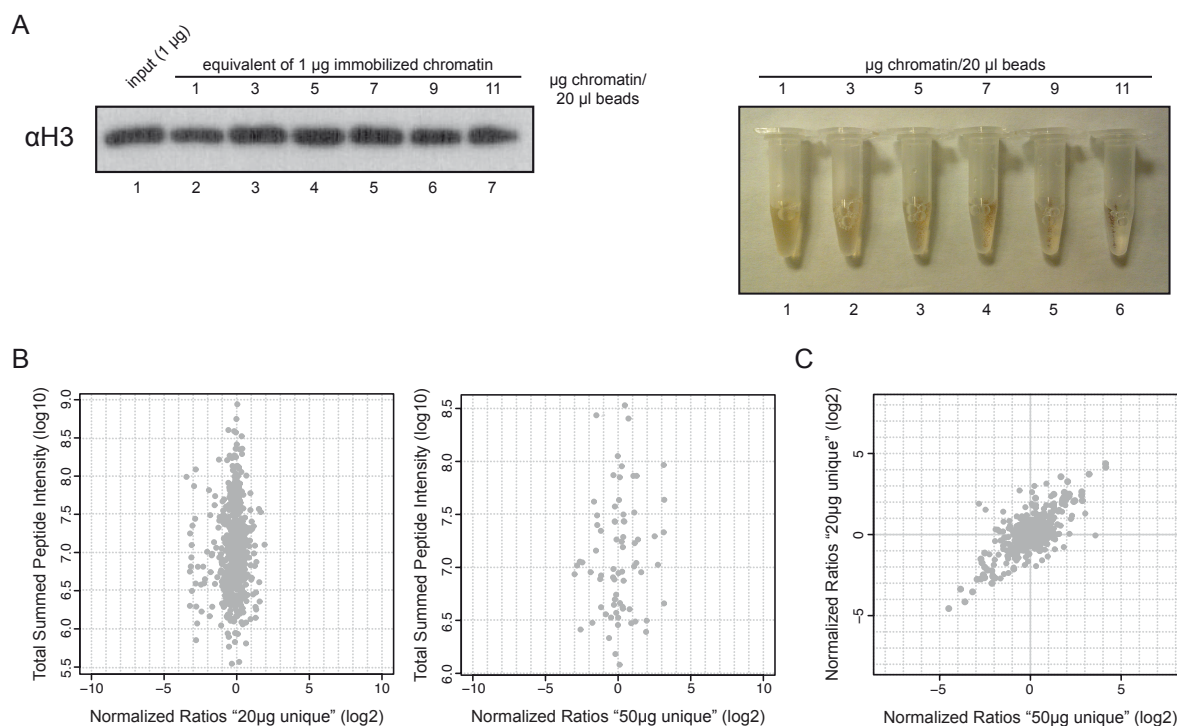 A
input (1 µg)
equivalent of 1 µg immobilized chromatin
1 3 5 7 9 11
µg chromatin/
20 µl beads
αH3
1 2 3 4 5 6 7
µg chromatin/20 µl beads
1 3 5 7 9 11
1 2 3 4 5 6
B
Total Summed Peptide Intensity (log10)
9.0
8.5
8.0
7.5
7.0
6.5
6.0
5.5
−10 −5 0 5 10
Normalized Ratios “20µg unique” (log2)
Total Summed Peptide Intensity (log10)
8.5
8.0
7.5
7.0
6.5
6.0
−10 −5 0 5 10
Normalized Ratios “50µg unique” (log2)
C
Normalized Ratios “20µg unique” (log2)
5
0
−5
−5 0 5
Normalized Ratios “50µg unique” (log2)